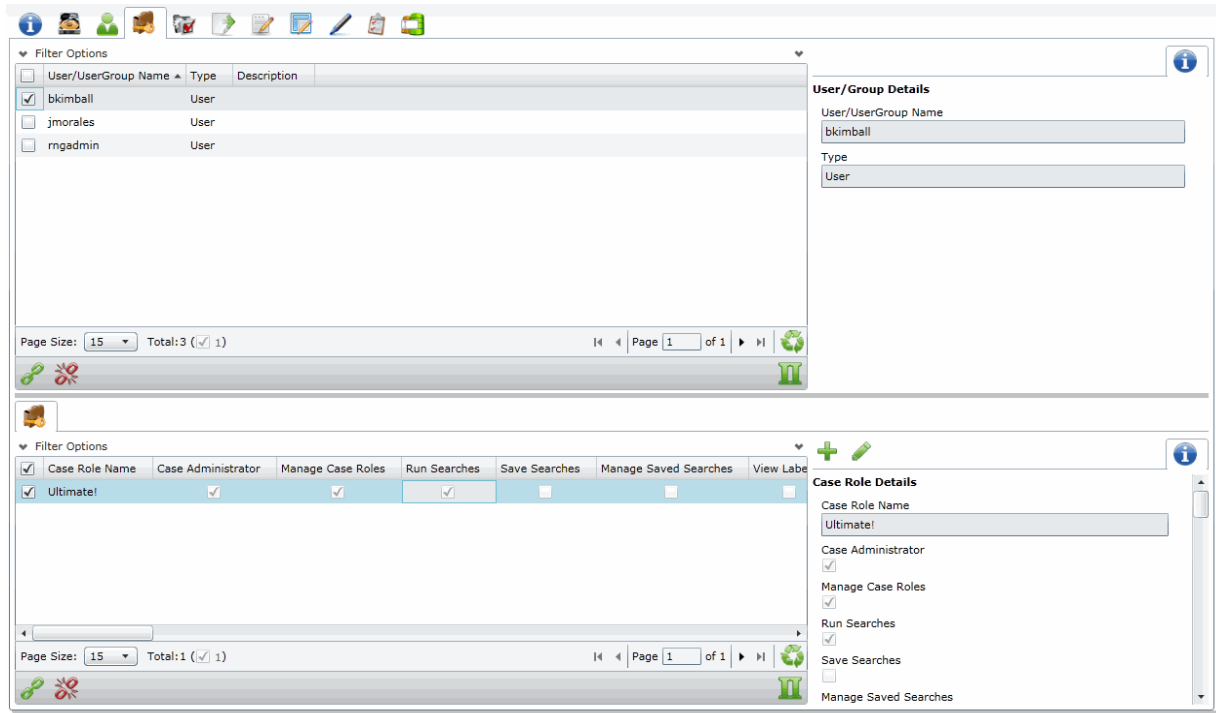 Filter Options
User/UserGroup Name Type Description
bkimball User
jmorales User
rngadmin User
Page Size: 15 Total:3 ( 1) Page 1 of 1
User/Group Details
User/UserGroup Name
bkimball
Type
User
Filter Options
Case Role Name Case Administrator Manage Case Roles Run Searches Save Searches Manage Saved Searches View Labe
Ultimate!
Page Size: 15 Total:1 ( 1) Page 1 of 1
Case Role Details
Case Role Name
Ultimate!
Case Administrator
Manage Case Roles
Run Searches
Save Searches
Manage Saved Searches